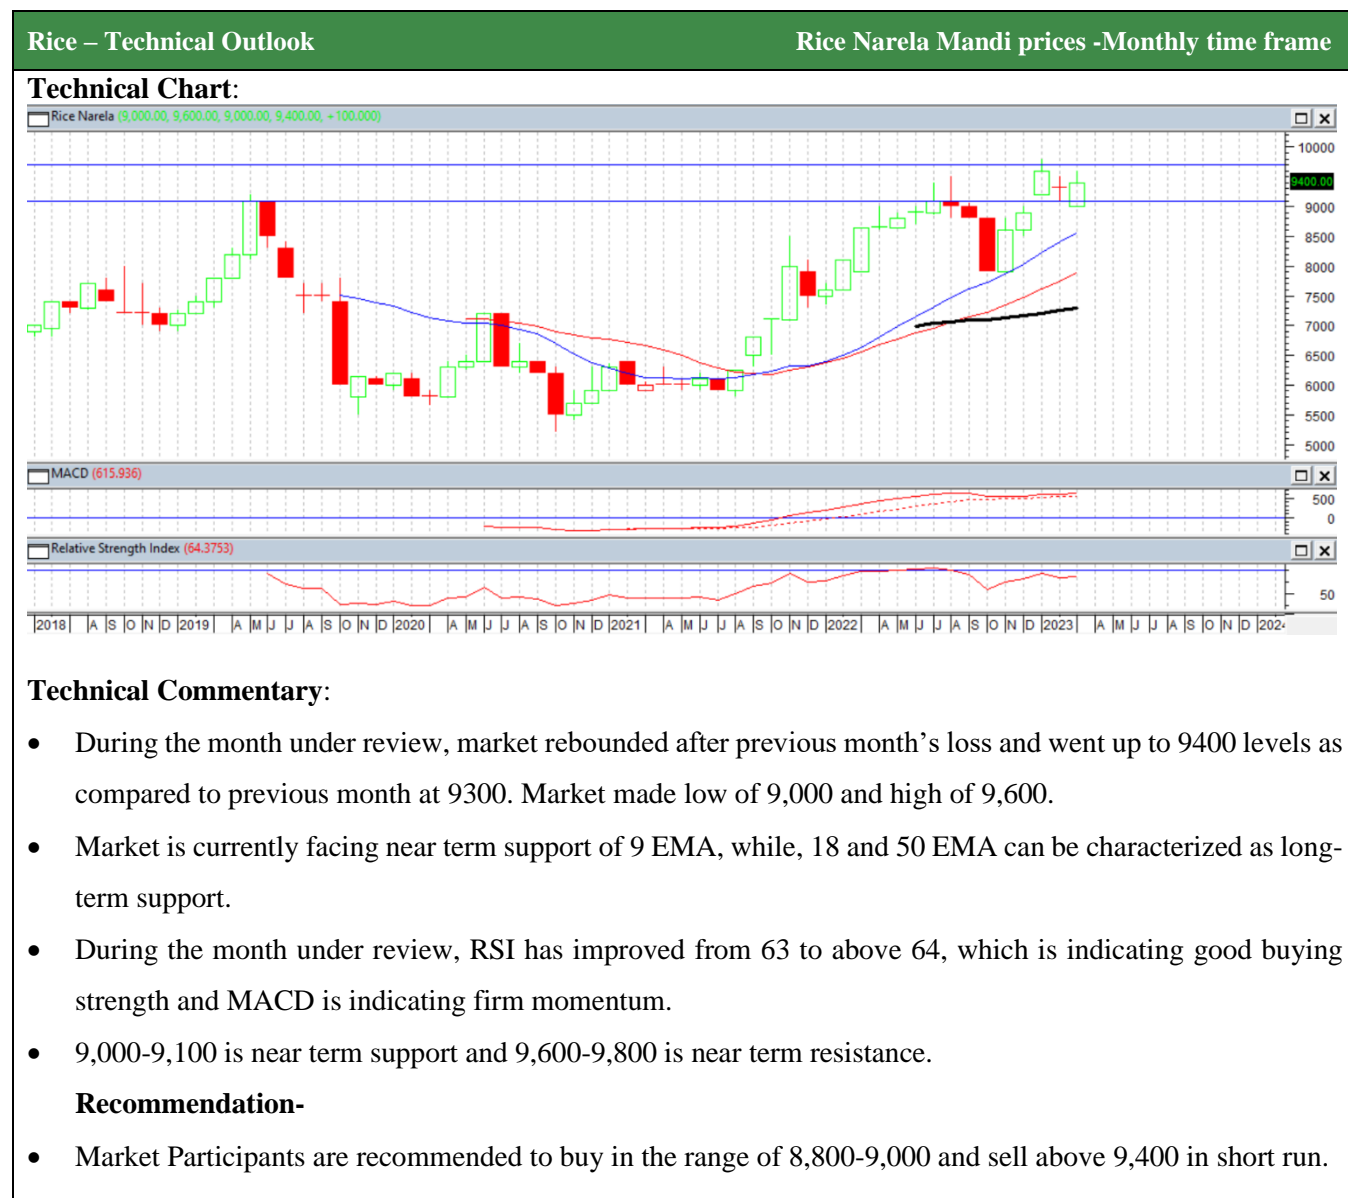 Rice – Technical Outlook Rice Narela Mandi prices -Monthly time frame
Technical Chart:
Rice Narela (9,000.00, 9,600.00, 9,000.00, 9,400.00, +100.000)
10000
9400.00
9000
8500
8000
7500
7000
6500
6000
5500
5000
MACD (615.936)
500
0
Relative Strength Index (64.3753)
50
2018 A S O N D 2019 A M J J A S O N D 2020 A M J J A S O N D 2021 A M J J A S O N D 2022 A M J J A S O N D 2023 A M J J A S O N D 2024
Technical Commentary:
• During the month under review, market rebounded after previous month’s loss and went up to 9400 levels as
compared to previous month at 9300. Market made low of 9,000 and high of 9,600.
• Market is currently facing near term support of 9 EMA, while, 18 and 50 EMA can be characterized as long-
term support.
• During the month under review, RSI has improved from 63 to above 64, which is indicating good buying
strength and MACD is indicating firm momentum.
• 9,000-9,100 is near term support and 9,600-9,800 is near term resistance.
Recommendation-
• Market Participants are recommended to buy in the range of 8,800-9,000 and sell above 9,400 in short run.